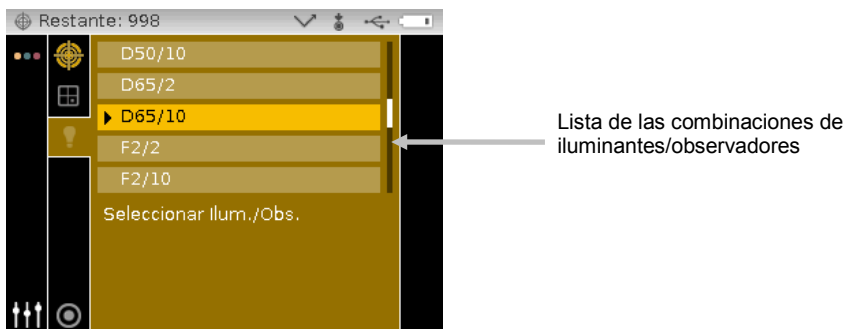 Restante: 998
D50/10
D65/2
D65/10
F2/2
F2/10
Seleccionar Ilum./Obs.
Lista de las combinaciones de
iluminantes/observadores